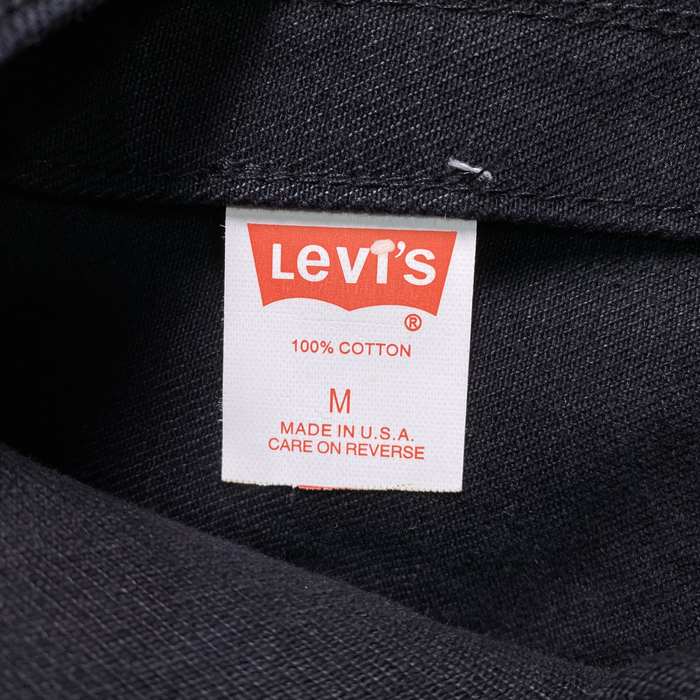 Levi's
®
100% COTTON
M
MADE IN U.S.A.
CARE ON REVERSE